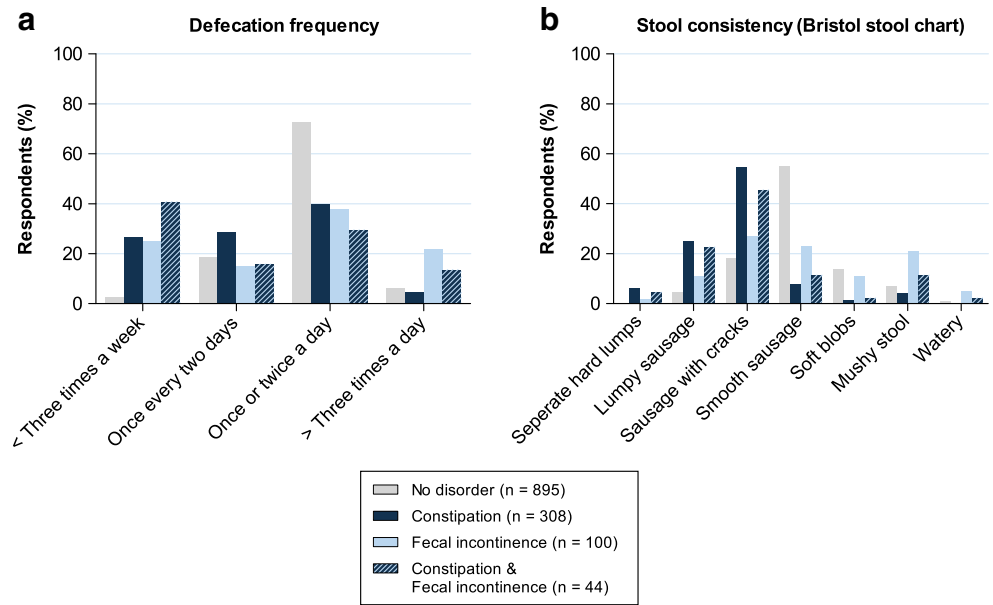 a
Defecation frequency
Respondents (%)
100
80
60
40
20
0
< Three times a week
Once every two days
Once or twice a day
> Three times a day
b
Stool consistency (Bristol stool chart)
Respondents (%)
100
80
60
40
20
0
Seperate hard lumps
Lumpy sausage
Sausage with cracks
Smooth sausage
Soft blobs
Mushy stool
Watery
No disorder (n = 895)
Constipation (n = 308)
Fecal incontinence (n = 100)
Constipation &
Fecal incontinence (n = 44)